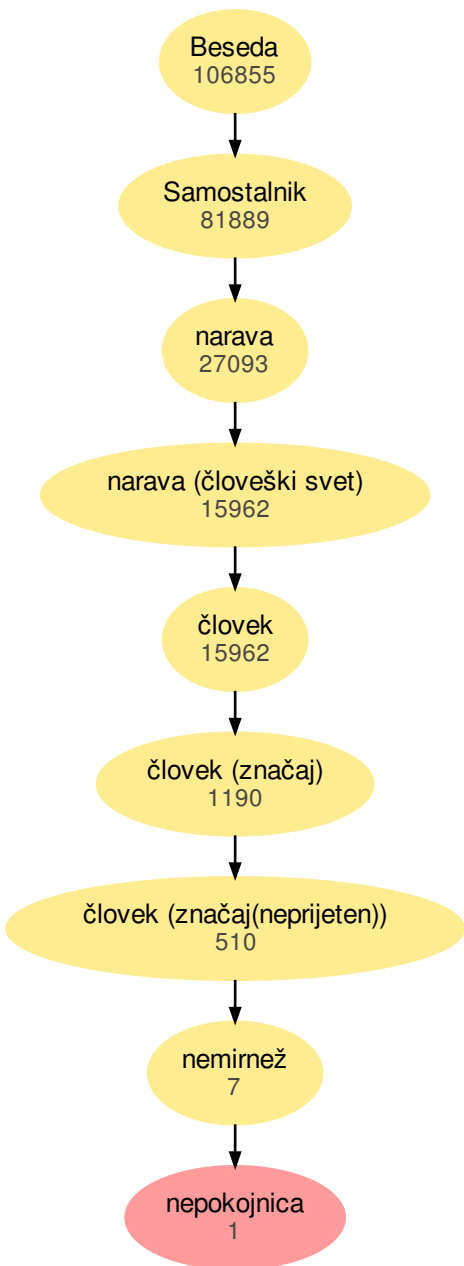 Beseda
106855
Samostalnik
81889
narava
27093
narava (človeški svet)
15962
človek
15962
človek (značaj)
1190
človek (značaj(neprijeten))
510
nemirnež
7
nepokojnica
1